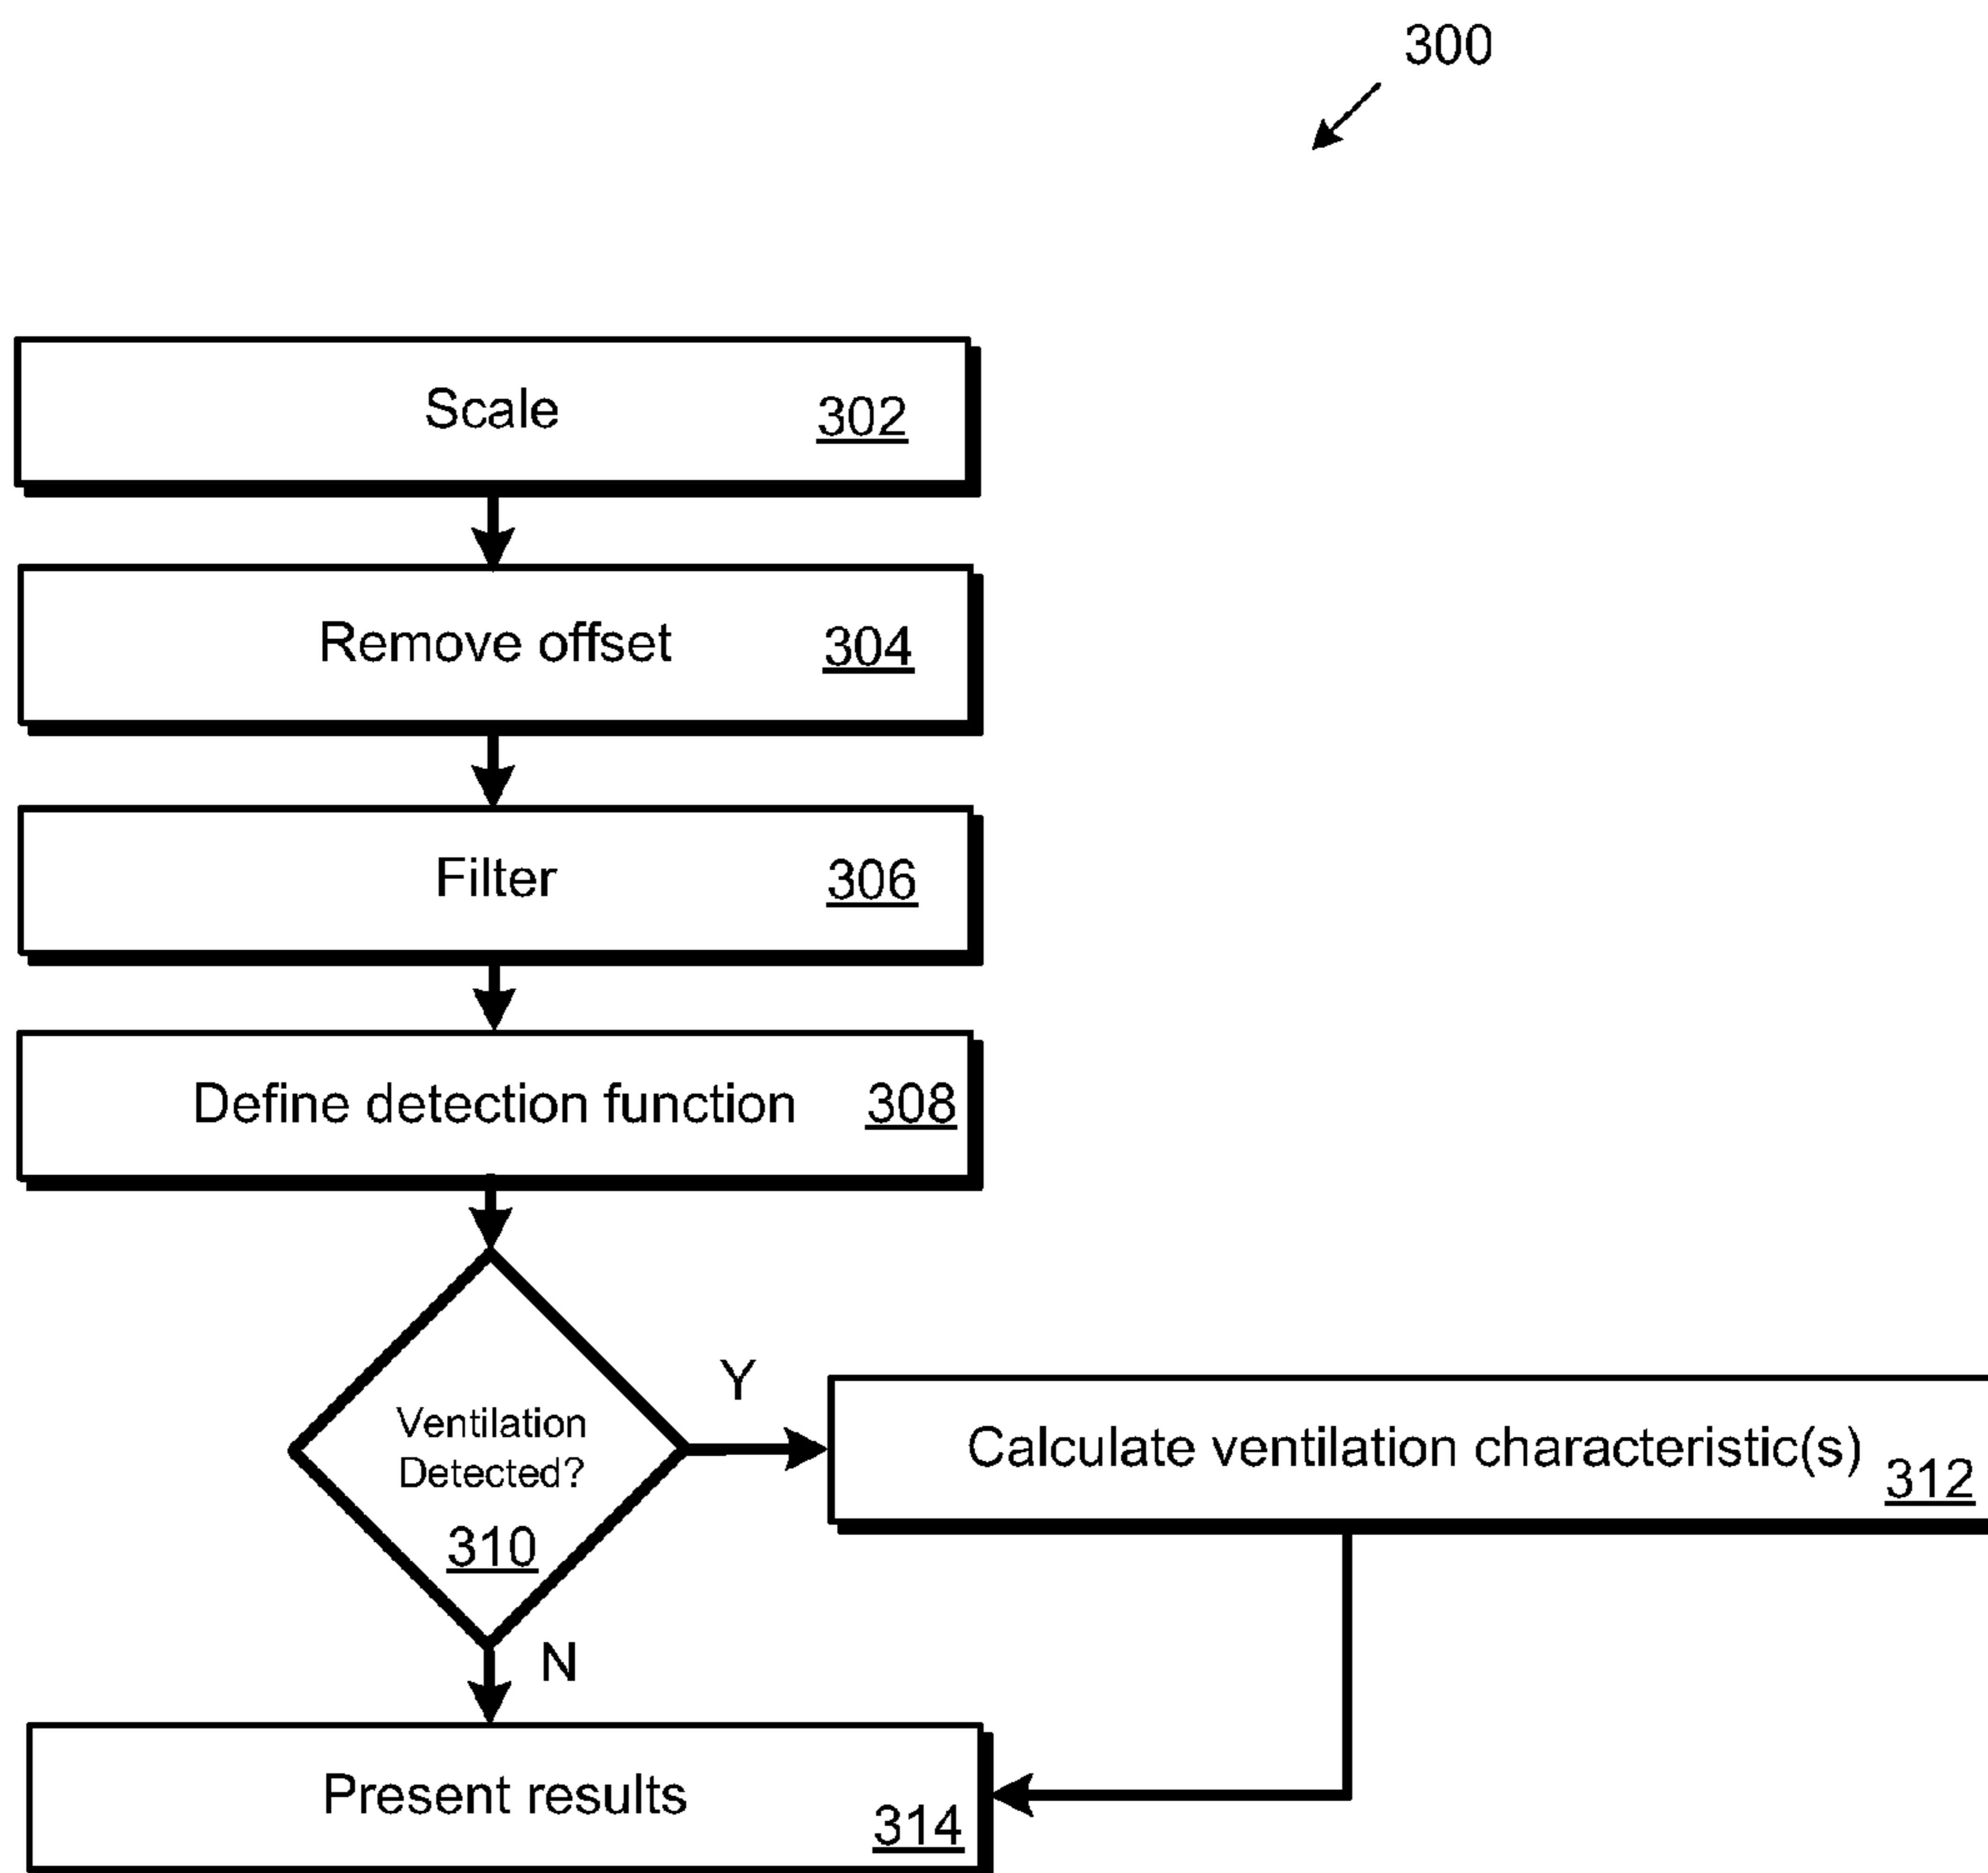 300
Scale 302
Remove offset 304
Filter 306
Define detection function 308
Ventilation
Detected?
310
Y
Calculate ventilation characteristic(s) 312
N
Present results 314